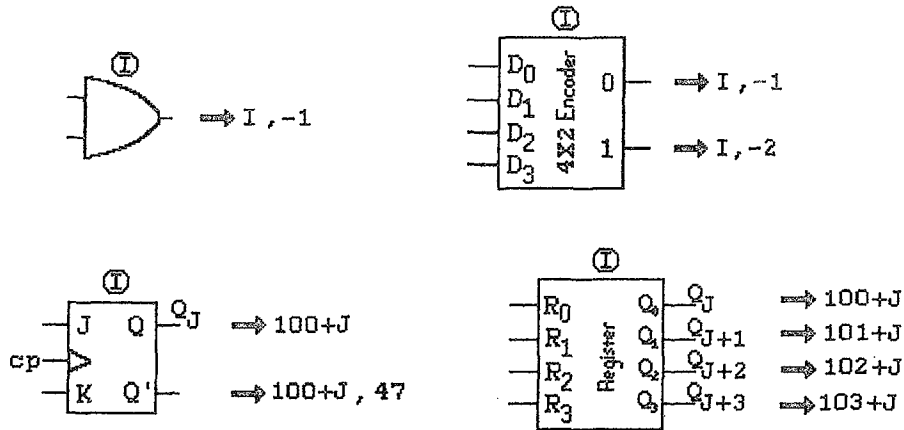 I
I ,-1
I
D0
D1
D2
D3
4X2 Encoder
0
1
I ,-1
I,-2
I
J
cp
K
Q
Q'
QJ
100+J
100+J , 47
I
R0
R1
R2
R3
Register
Q0
Q1
Q2
Q3
QJ
QJ+1
QJ+2
QJ+3
100+J
101+J
102+J
103+J